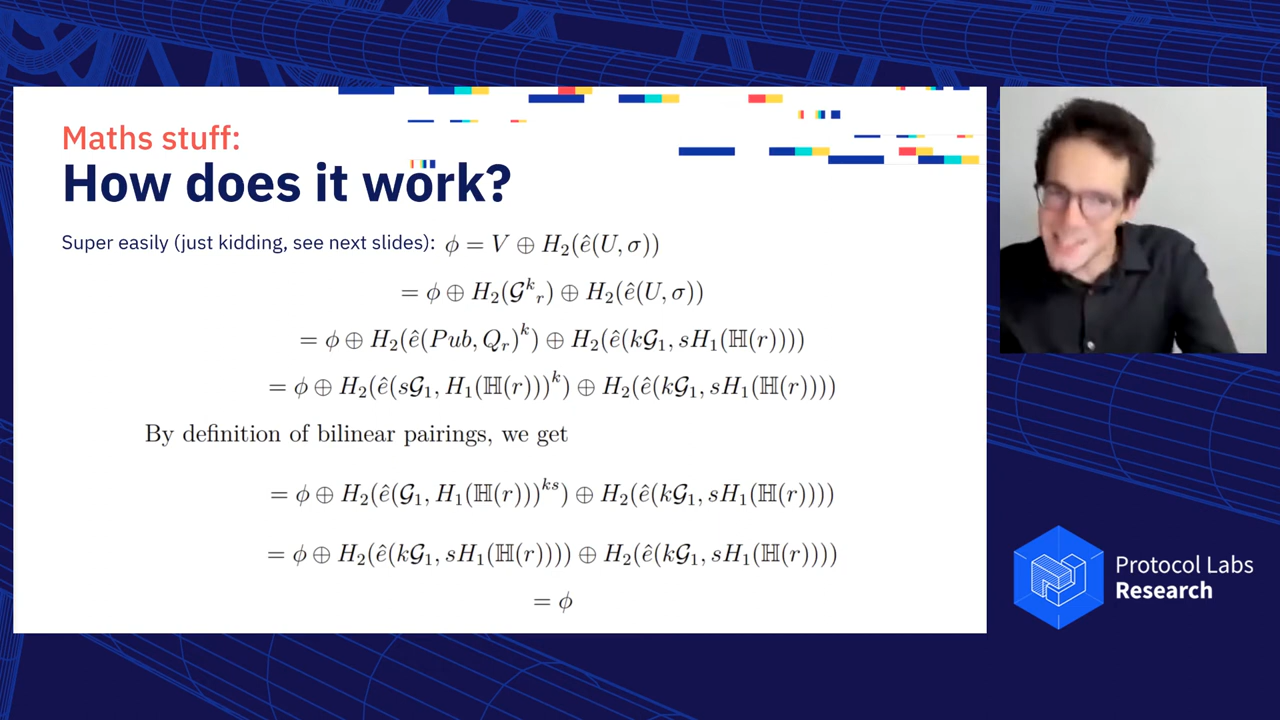 Maths stuff:
How does it work?
Super easily (just kidding, see next slides): ϕ = V ⊕ H₂(ê(U, σ))
= ϕ ⊕ H₂(𝒢ᵏᵣ) ⊕ H₂(ê(U, σ))
= ϕ ⊕ H₂(ê(Pub, Qᵣ)ᵏ) ⊕ H₂(ê(k𝒢₁, sH₁(ℍ(r))))
= ϕ ⊕ H₂(ê(s𝒢₁, H₁(ℍ(r)))ᵏ) ⊕ H₂(ê(k𝒢₁, sH₁(ℍ(r))))
By definition of bilinear pairings, we get
= ϕ ⊕ H₂(ê(𝒢₁, H₁(ℍ(r)))ᵏˢ) ⊕ H₂(ê(k𝒢₁, sH₁(ℍ(r))))
= ϕ ⊕ H₂(ê(k𝒢₁, sH₁(ℍ(r)))) ⊕ H₂(ê(k𝒢₁, sH₁(ℍ(r))))
= ϕ
Protocol Labs
Research